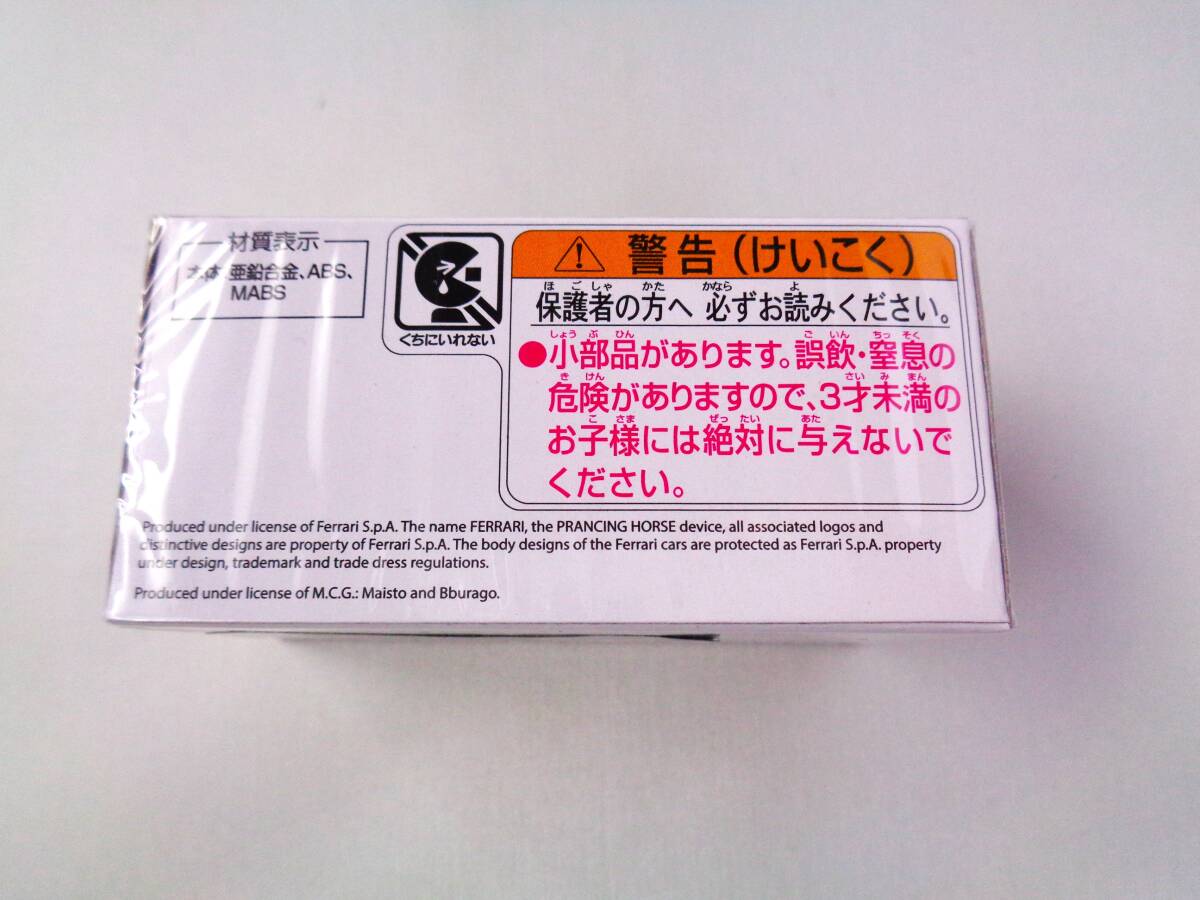 材質表示
本体 亜鉛合金、ABS、
MABS
くちにいれない
警告(けいこく)
ほごしゃ かた かなら よ
保護者の方へ 必ずお読みください。
しょうぶひん ごいん ちっそく
●小部品があります。誤飲・窒息の
きけん さいみまん
危険がありますので、3才未満の
こさま ぜったい あた
お子様には絶対に与えないで
ください。
Produced under license of Ferrari S.p.A. The name FERRARI, the PRANCING HORSE device, all associated logos and
distinctive designs are property of Ferrari S.p.A. The body designs of the Ferrari cars are protected as Ferrari S.p.A. property
under design, trademark and trade dress regulations.
Produced under license of M.C.G.: Maisto and Bburago.